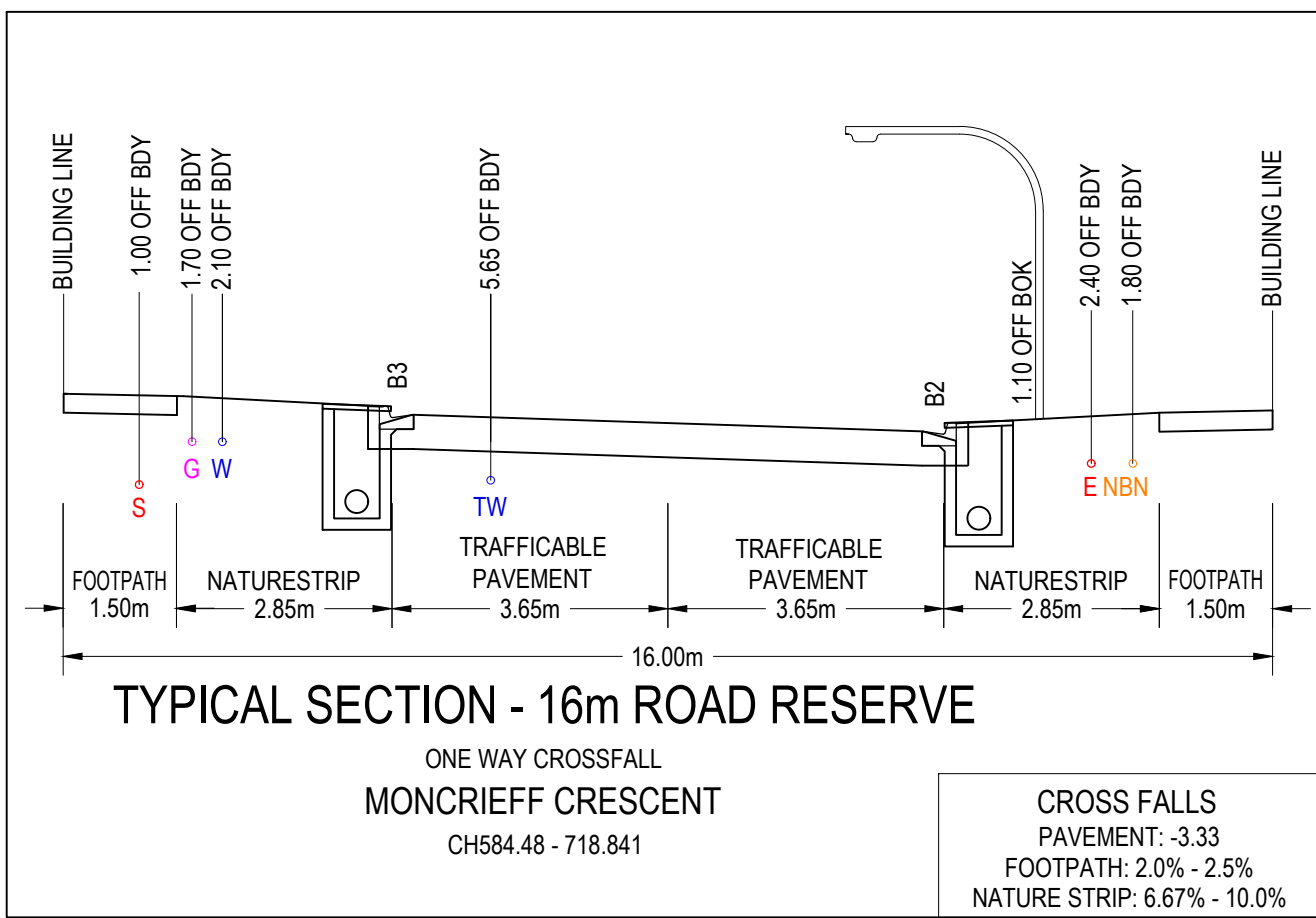 BUILDING LINE
1.00 OFF BDY
1.70 OFF BDY
2.10 OFF BDY
5.65 OFF BDY
1.10 OFF BOK
2.40 OFF BDY
1.80 OFF BDY
BUILDING LINE
B3
B2
G
W
S
TW
E
NBN
FOOTPATH
1.50m
NATURESTRIP
2.85m
TRAFFICABLE
PAVEMENT
3.65m
TRAFFICABLE
PAVEMENT
3.65m
NATURESTRIP
2.85m
FOOTPATH
1.50m
16.00m
TYPICAL SECTION - 16m ROAD RESERVE
ONE WAY CROSSFALL
MONCRIEFF CRESCENT
CH584.48 - 718.841
CROSS FALLS
PAVEMENT: -3.33
FOOTPATH: 2.0% - 2.5%
NATURE STRIP: 6.67% - 10.0%